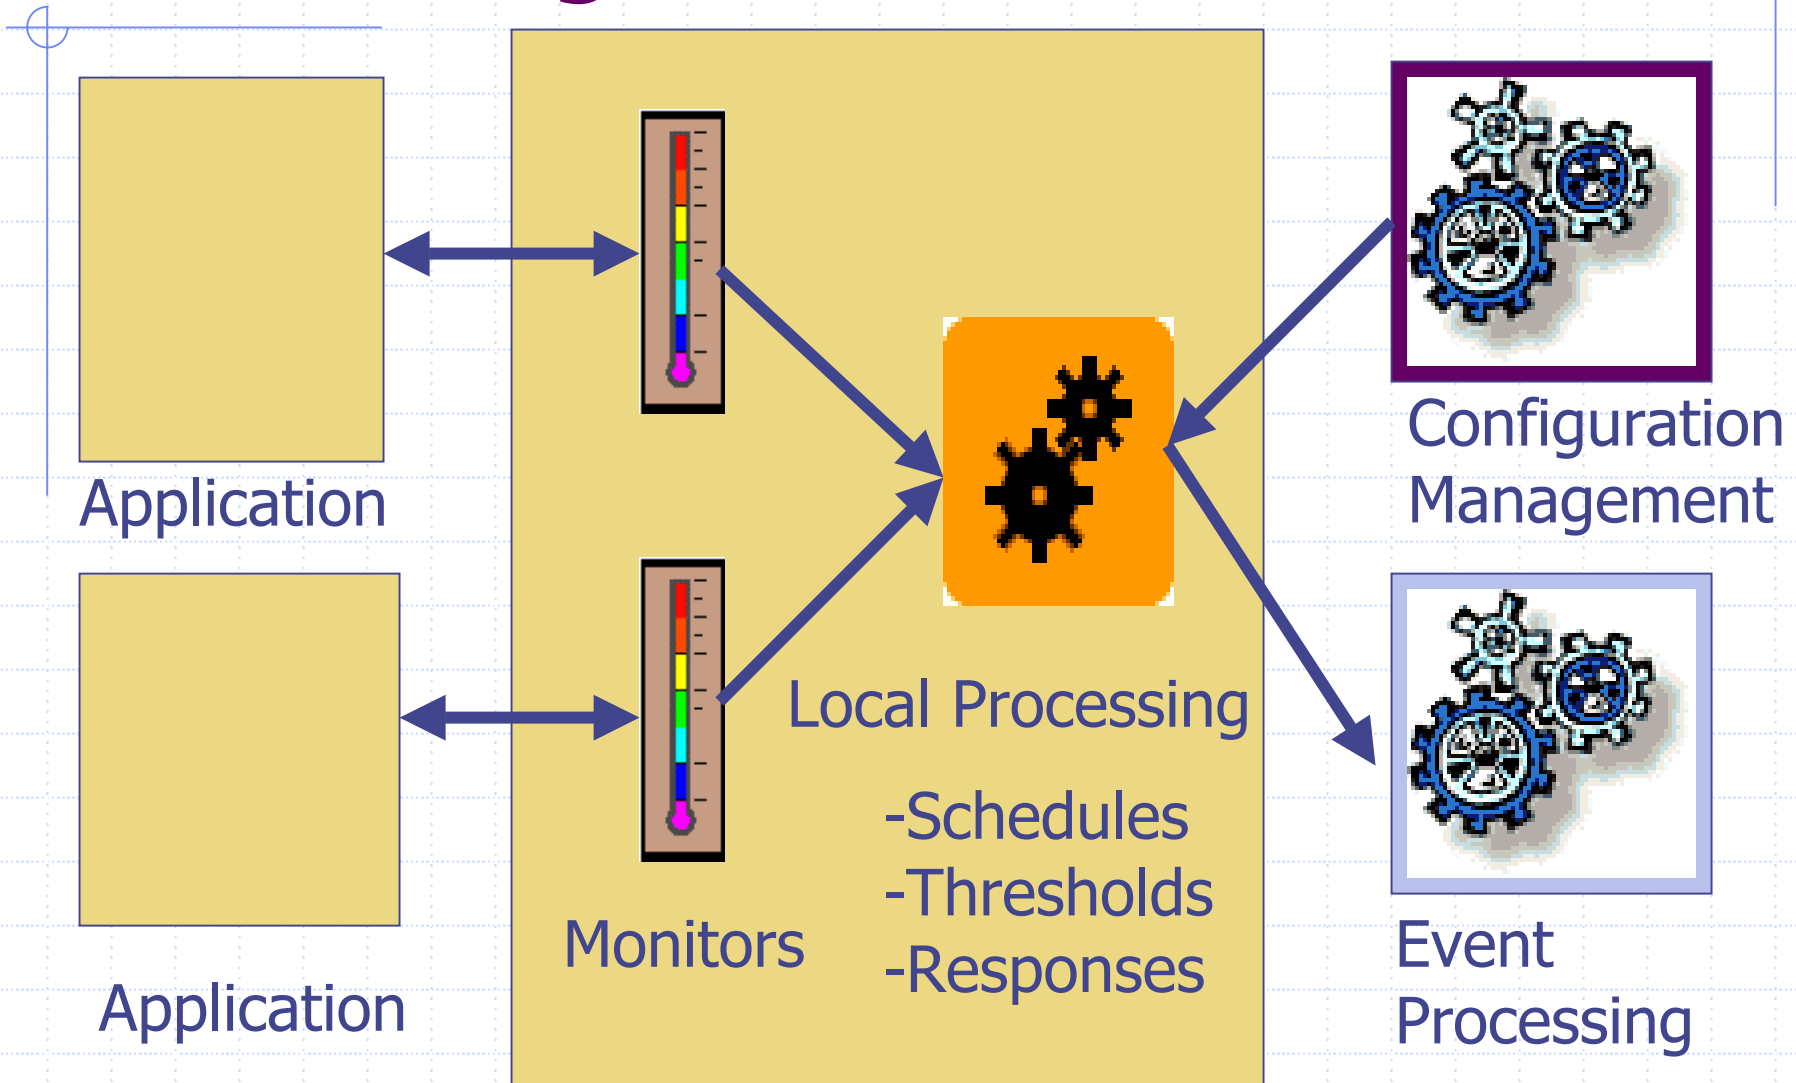 Application
Application
Monitors
Local Processing
-Schedules
-Thresholds
-Responses
Configuration
Management
Event
Processing